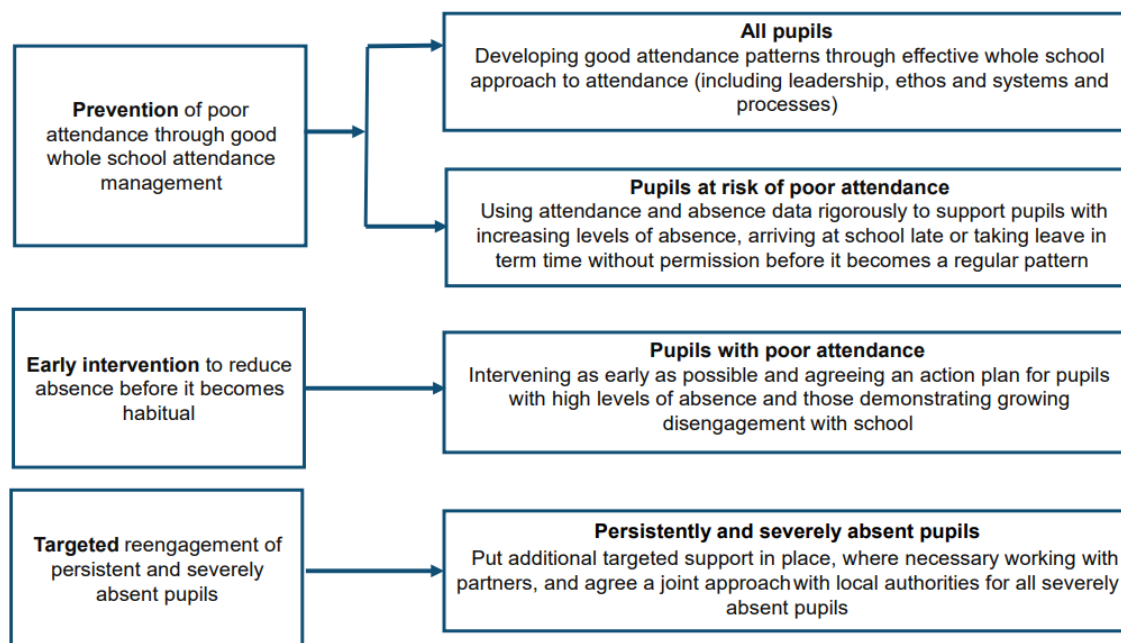 Prevention of poor
attendance through good
whole school attendance
management
All pupils
Developing good attendance patterns through effective whole school
approach to attendance (including leadership, ethos and systems and
processes)
Pupils at risk of poor attendance
Using attendance and absence data rigorously to support pupils with
increasing levels of absence, arriving at school late or taking leave in
term time without permission before it becomes a regular pattern
Early intervention to reduce
absence before it becomes
habitual
Pupils with poor attendance
Intervening as early as possible and agreeing an action plan for pupils
with high levels of absence and those demonstrating growing
disengagement with school
Targeted reengagement of
persistent and severely
absent pupils
Persistently and severely absent pupils
Put additional targeted support in place, where necessary working with
partners, and agree a joint approach with local authorities for all severely
absent pupils